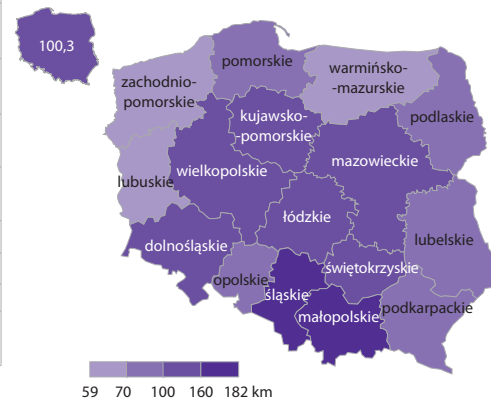 100,3
pomorskie
zachodnio-
pomorskie
warmińsko-
-mazurskie
kujawsko-
-pomorskie
podlaskie
mazowieckie
wielkopolskie
lubuskie
łódzkie
dolnośląskie
lubelskie
świętokrzyskie
opolskie
śląskie
małopolskie
podkarpackie
59 70 100 160 182 km